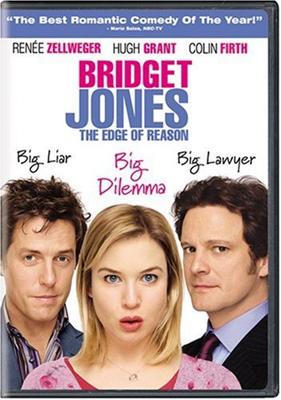 "The Best Romantic Comedy Of The Year!"
- Maria Salas, NBC-TV
RENÉE ZELLWEGER HUGH GRANT COLIN FIRTH
BRIDGET
JONES
THE EDGE OF REASON
Big Liar
Big Lawyer
Big
Dilemma